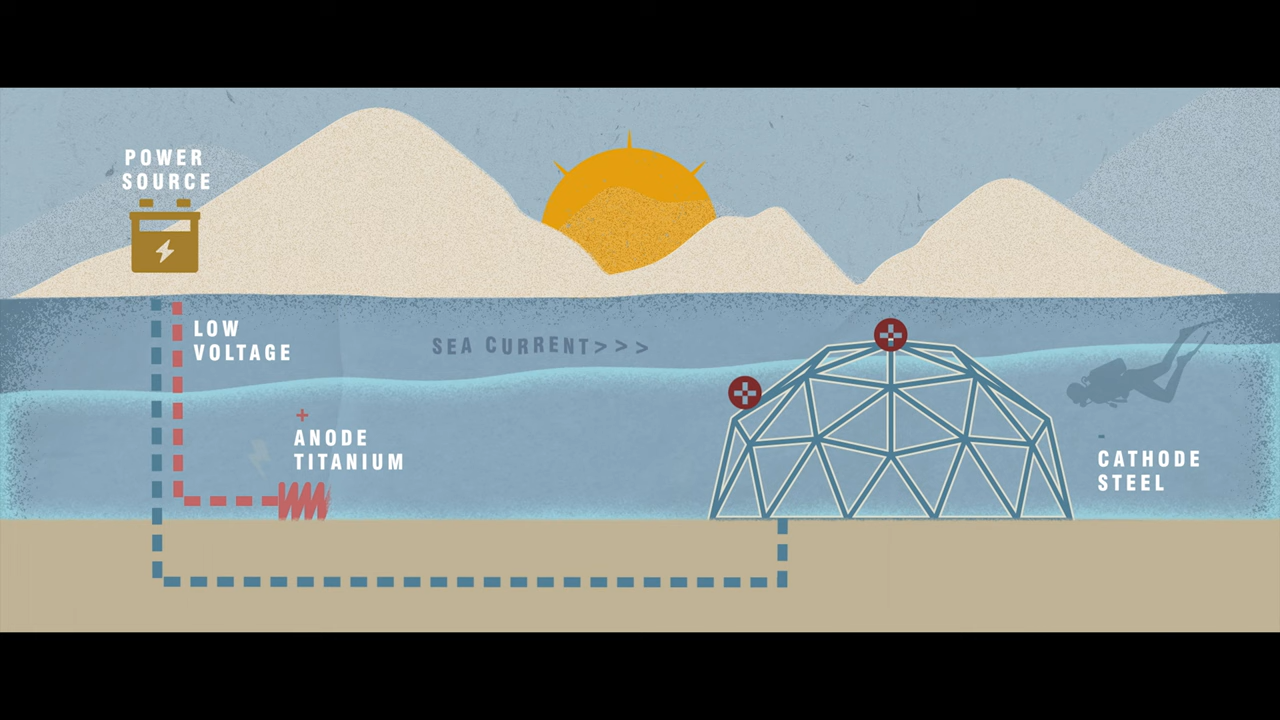 POWER
SOURCE
LOW
VOLTAGE
SEA CURRENT>>>
+
ANODE
TITANIUM
-
CATHODE
STEEL